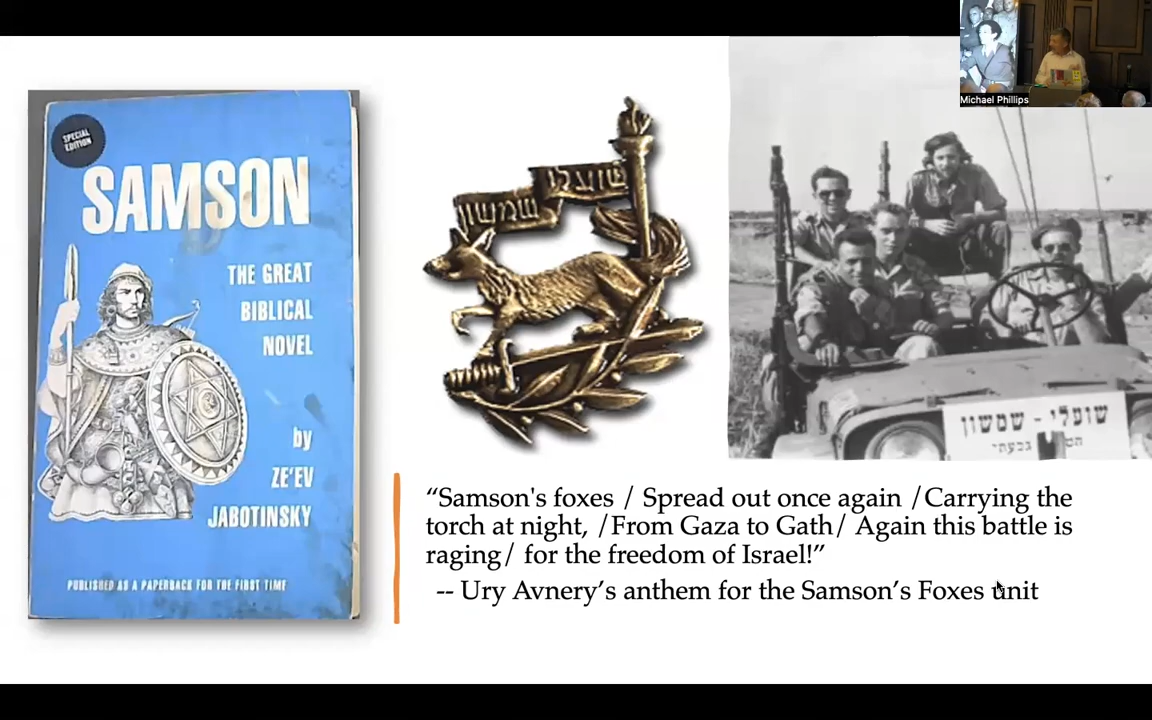 SPECIAL
EDITION
SAMSON
THE GREAT
BIBLICAL
NOVEL
by
ZE'EV
JABOTINSKY
PUBLISHED AS A PAPERBACK FOR THE FIRST TIME
שועלי
שמשון
שועלי - שמשון
גבעתי
Michael Phillips
“Samson's foxes / Spread out once again /Carrying the
torch at night, /From Gaza to Gath/ Again this battle is
raging/ for the freedom of Israel!”
-- Ury Avnery’s anthem for the Samson’s Foxes unit